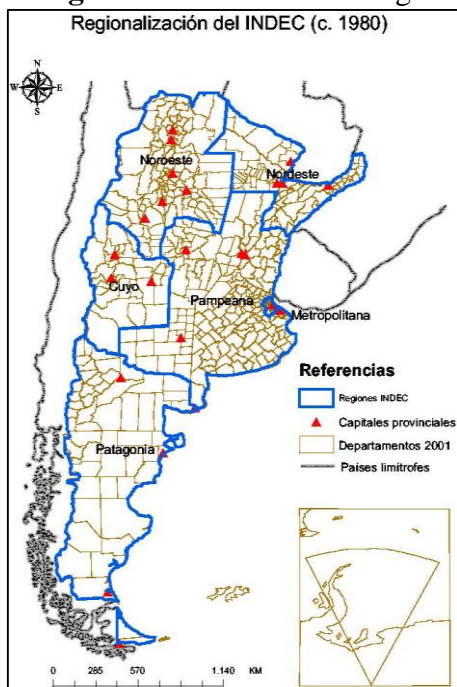 Regionalización del INDEC (c. 1980)
N
W E
S
Noroeste
Nordeste
Cuyo
Pampeana
Metropolitana
Patagonia
Referencias
Regiones INDEC
Capitales provinciales
Departamentos 2001
Países limítrofes
0 285 570 1.140 KM